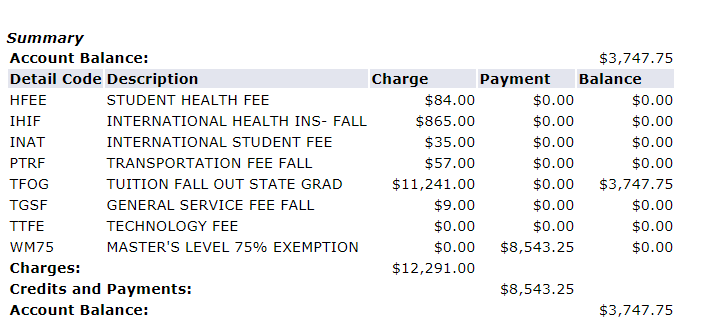 Summary
Account Balance: $3,747.75
Detail Code Description Charge Payment Balance
HFEE STUDENT HEALTH FEE $84.00 $0.00 $0.00
IHIF INTERNATIONAL HEALTH INS- FALL $865.00 $0.00 $0.00
INAT INTERNATIONAL STUDENT FEE $35.00 $0.00 $0.00
PTRF TRANSPORTATION FEE FALL $57.00 $0.00 $0.00
TFOG TUITION FALL OUT STATE GRAD $11,241.00 $0.00 $3,747.75
TGSF GENERAL SERVICE FEE FALL $9.00 $0.00 $0.00
TTFE TECHNOLOGY FEE $0.00 $0.00 $0.00
WM75 MASTER'S LEVEL 75% EXEMPTION $0.00 $8,543.25 $0.00
Charges: $12,291.00
Credits and Payments: $8,543.25
Account Balance: $3,747.75